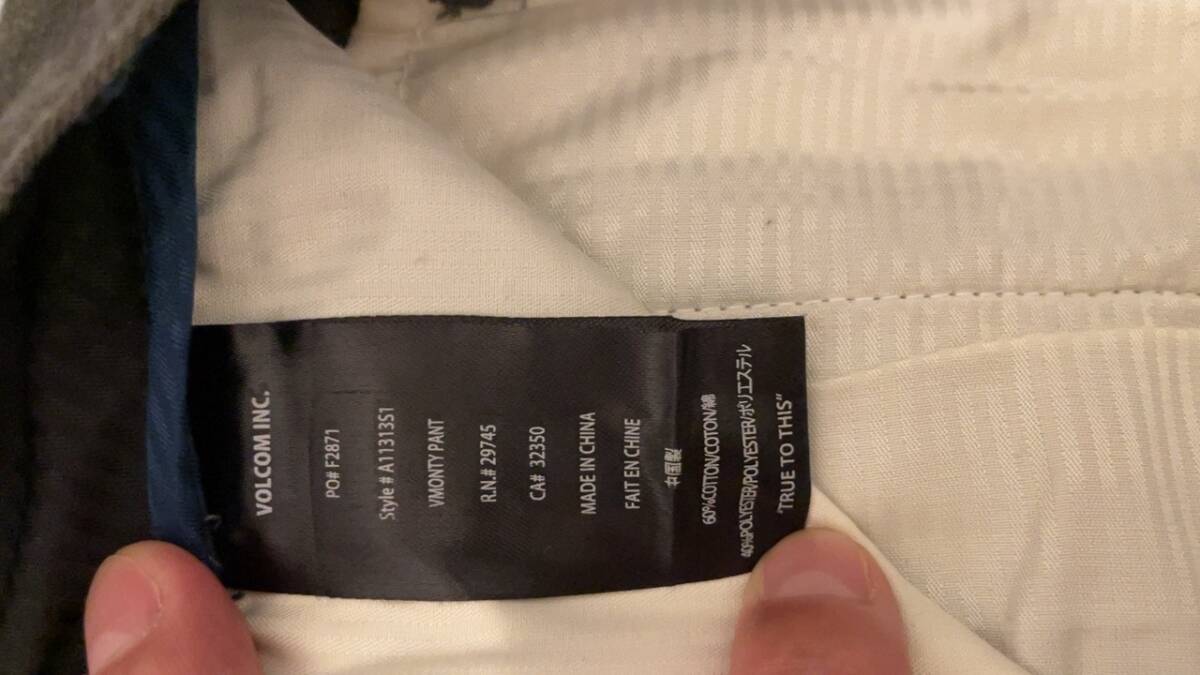 VOLCOM INC.
PO# F2871
Style # A11313S1
VMONTY PANT
R.N.# 29745
CA# 32350
MADE IN CHINA
FAIT EN CHINE
中国製
60%COTTON/COTON/綿
40%POLYESTER/POLYESTER/ポリエステル
"TRUE TO THIS"